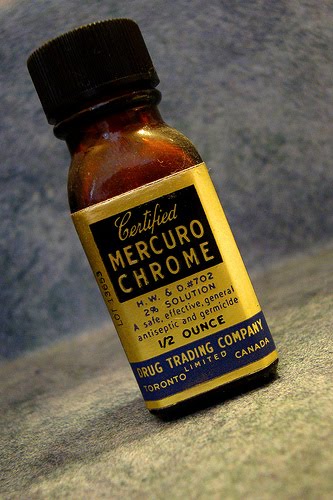 Certified
MERCURO
CHROME
H.W. & D.#702
2% SOLUTION
A safe, effective, general
antiseptic and germicide
1/2 OUNCE
DRUG TRADING COMPANY
LIMITED
TORONTO CANADA
LOT 13663